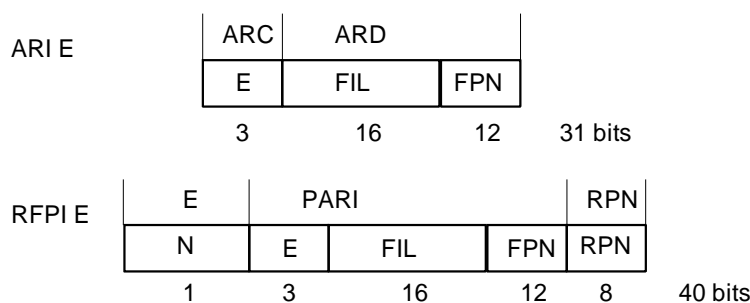 ARC ARD
ARI E
E FIL FPN
3 16 12 31 bits
E PARI RPN
RFPI E
N E FIL FPN RPN
1 3 16 12 8 40 bits